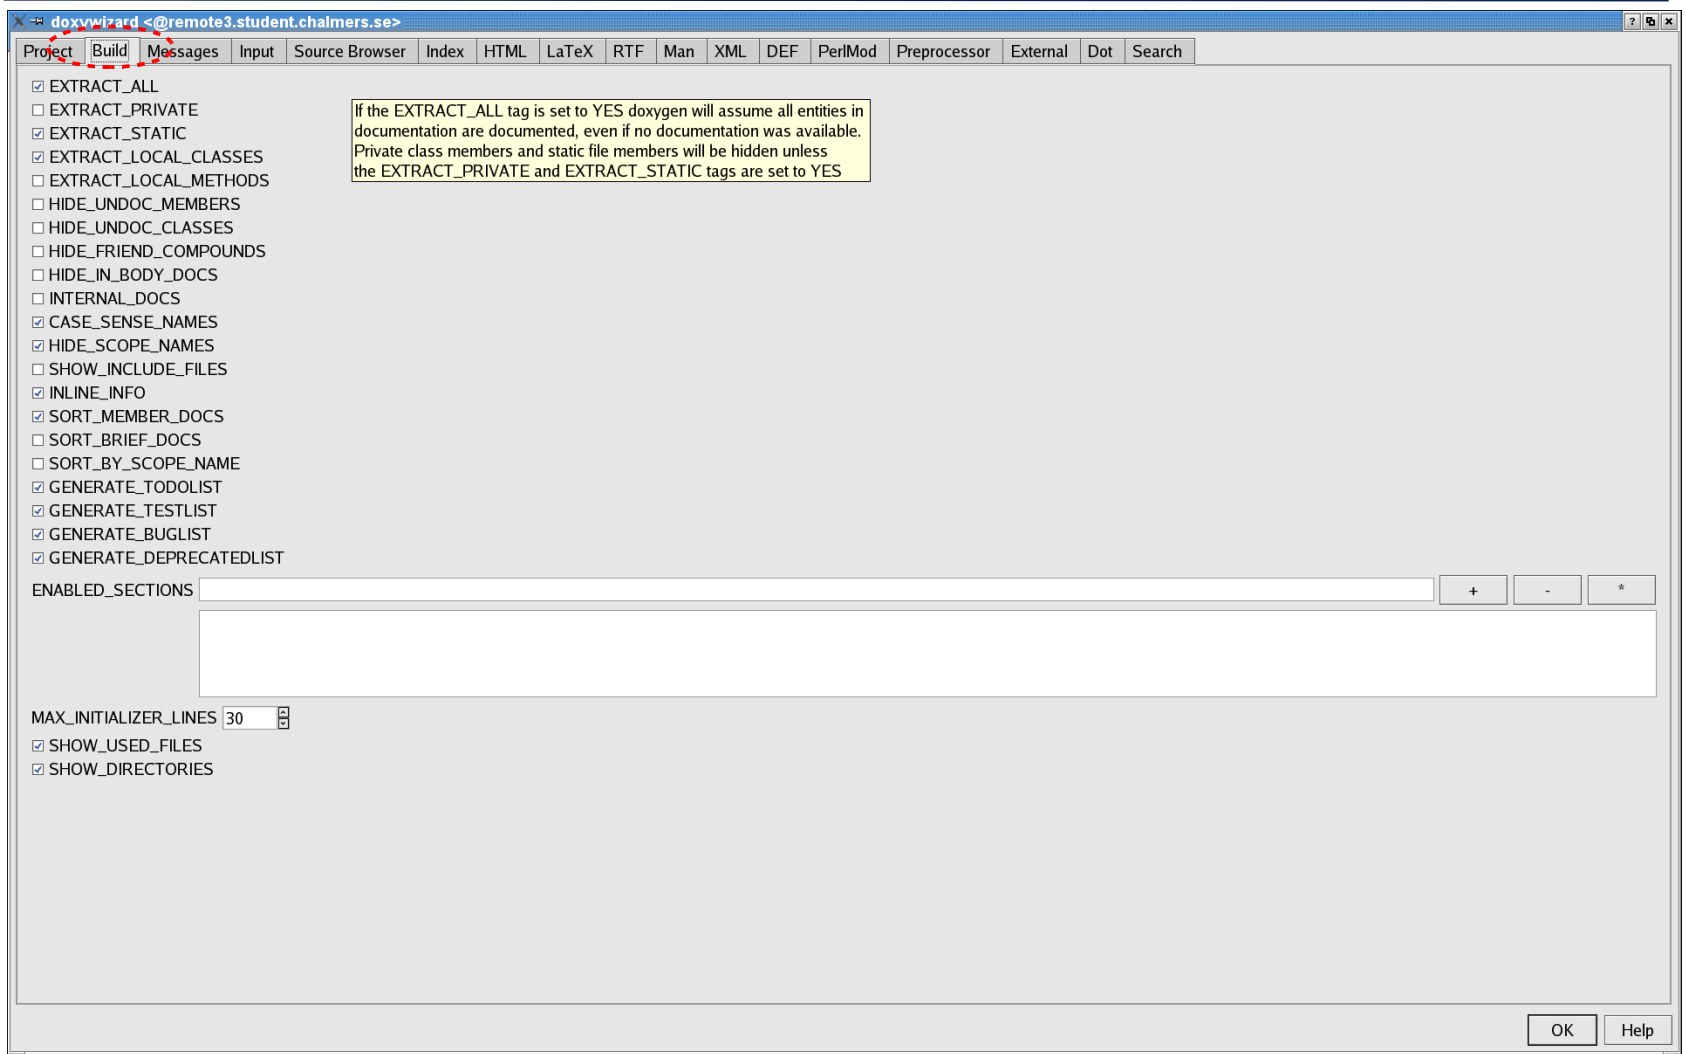 doxywizard <@remote3.student.chalmers.se>
Project Build Messages Input Source Browser Index HTML LaTeX RTF Man XML DEF PerlMod Preprocessor External Dot Search
EXTRACT_ALL
EXTRACT_PRIVATE
EXTRACT_STATIC
EXTRACT_LOCAL_CLASSES
EXTRACT_LOCAL_METHODS
HIDE_UNDOC_MEMBERS
HIDE_UNDOC_CLASSES
HIDE_FRIEND_COMPOUNDS
HIDE_IN_BODY_DOCS
INTERNAL_DOCS
CASE_SENSE_NAMES
HIDE_SCOPE_NAMES
SHOW_INCLUDE_FILES
INLINE_INFO
SORT_MEMBER_DOCS
SORT_BRIEF_DOCS
SORT_BY_SCOPE_NAME
GENERATE_TODOLIST
GENERATE_TESTLIST
GENERATE_BUGLIST
GENERATE_DEPRECATEDLIST
If the EXTRACT_ALL tag is set to YES doxygen will assume all entities in
documentation are documented, even if no documentation was available.
Private class members and static file members will be hidden unless
the EXTRACT_PRIVATE and EXTRACT_STATIC tags are set to YES
ENABLED_SECTIONS + - *
MAX_INITIALIZER_LINES 30
SHOW_USED_FILES
SHOW_DIRECTORIES
OK Help